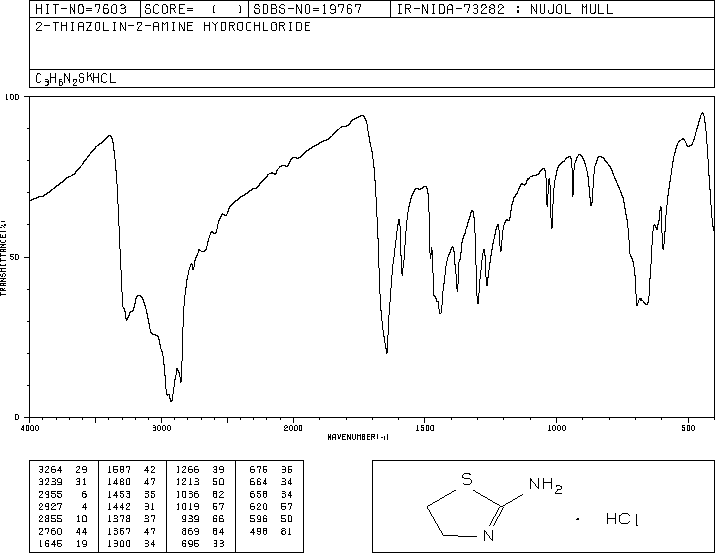 HIT-NO=7603 SCORE= ( ) SDBS-NO=19767 IR-NIDA-73282 : NUJOL MULL
2-THIAZOLIN-2-AMINE HYDROCHLORIDE
C3H6N2S*HCL
100
50
0
TRANSMITTANCE(%)
4000 3000 2000 1500 1000 500
WAVENUMBER(-1)
3264 29 1587 42 1266 39 676 35
3239 31 1480 47 1213 50 664 34
2955 6 1453 35 1036 62 658 34
2927 4 1442 31 1019 57 620 57
2855 10 1378 37 939 66 596 50
2760 44 1367 47 869 64 498 81
1645 19 1300 34 695 33
S
NH2
N
· HCl